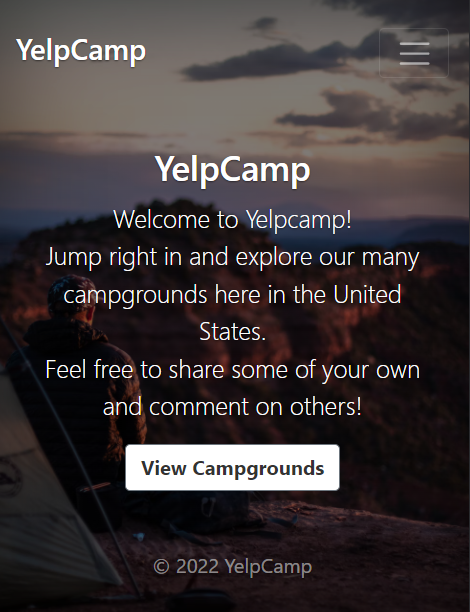 YelpCamp
YelpCamp
Welcome to Yelpcamp!
Jump right in and explore our many
campgrounds here in the United
States.
Feel free to share some of your own
and comment on others!
View Campgrounds
© 2022 YelpCamp